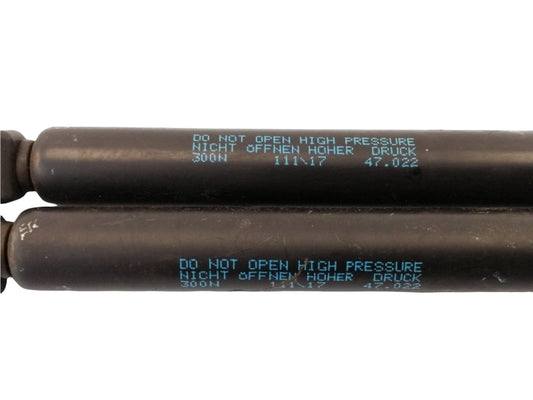 DO NOT OPEN HIGH PRESSURE
NICHT ÖFFNEN HOHER DRUCK
300N 111\17 47.022
DO NOT OPEN HIGH PRESSURE
NICHT ÖFFNEN HOHER DRUCK
300N 111\17 47.022